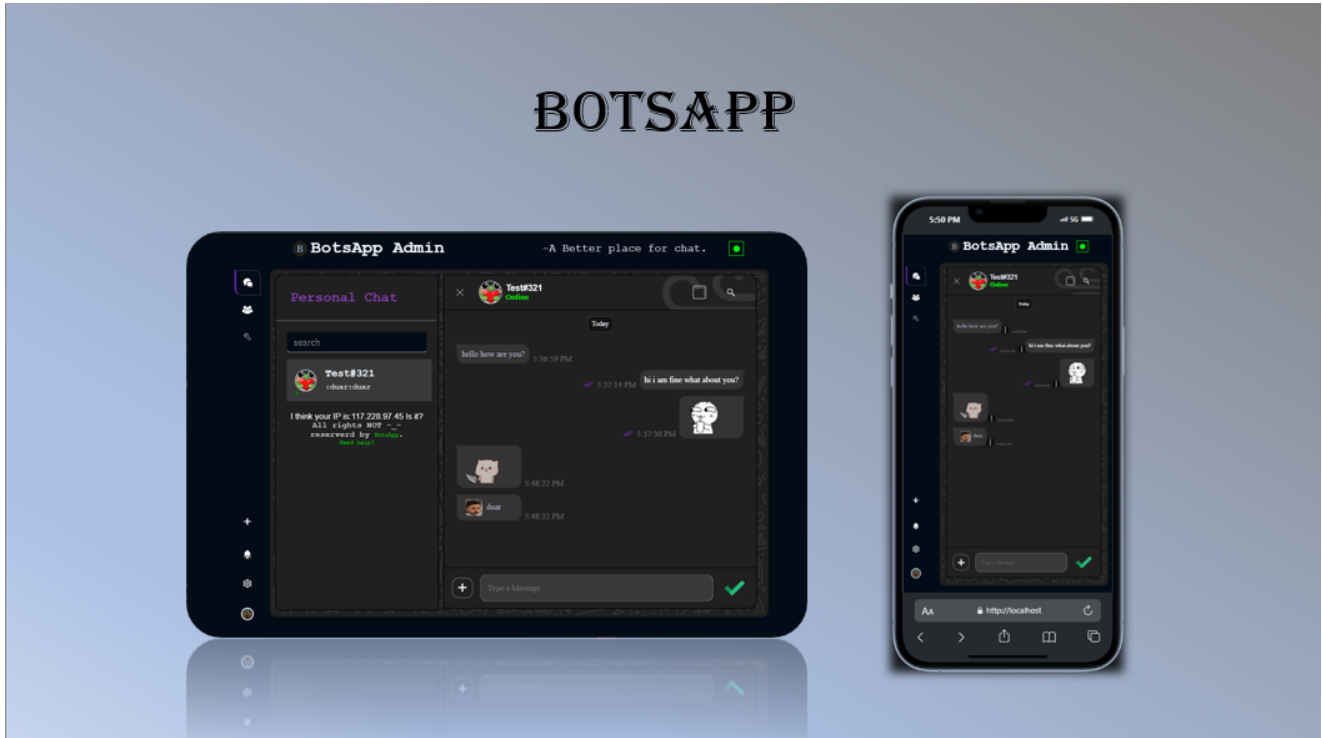 BOTSAPP
B BotsApp Admin
-A Better place for chat.
Personal Chat
search
Test#321
:duar:duar
I think your IP is:117.228.97.45 Is it?
All rights NOT -_-
reserverd by BotsApp.
Need help?
Test#321
Online
Today
hello how are you? 5:36:59 PM
5:37:14 PM hi i am fine what about you?
5:37:30 PM
5:48:22 PM
duar 5:48:32 PM
Type a Message
5:50 PM
5G
B BotsApp Admin
Test#321
Online
Today
hello how are you?
hi i am fine what about you?
duar
Type a Message
AA http://localhost